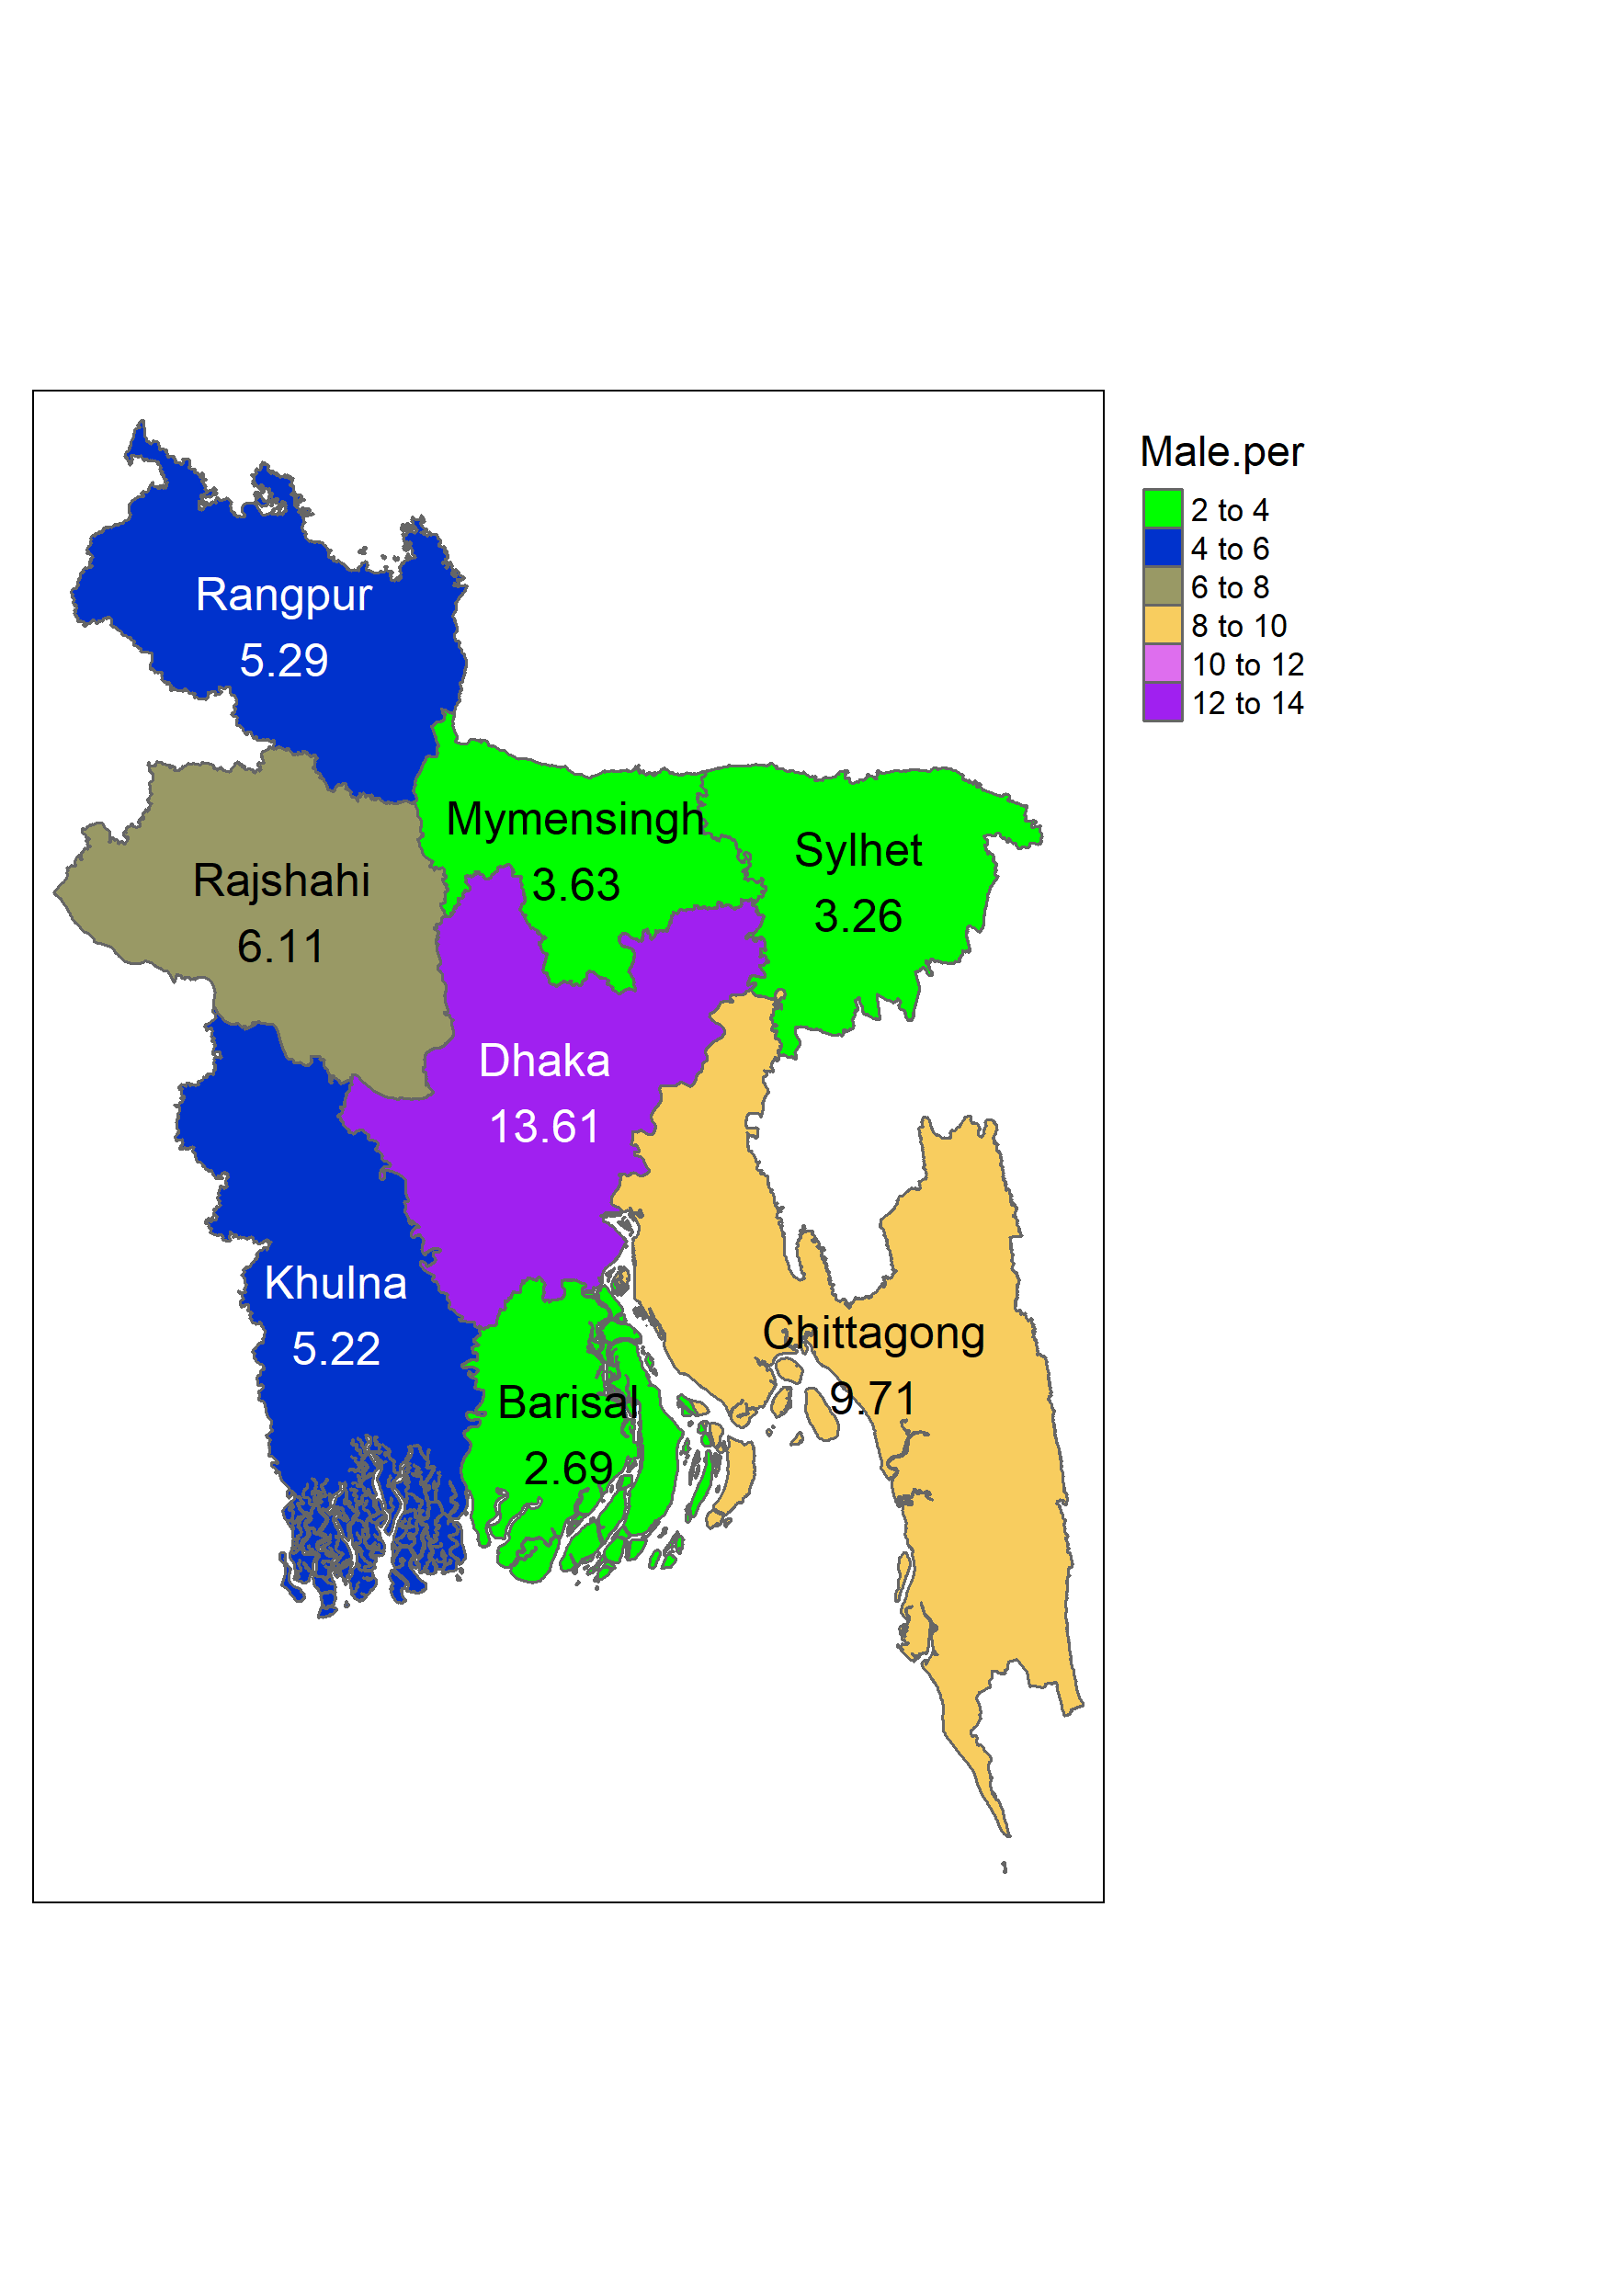 Male.per
2 to 4
4 to 6
6 to 8
8 to 10
10 to 12
12 to 14
Rangpur
5.29
Mymensingh
3.63
Sylhet
3.26
Rajshahi
6.11
Dhaka
13.61
Khulna
5.22
Chittagong
9.71
Barisal
2.69